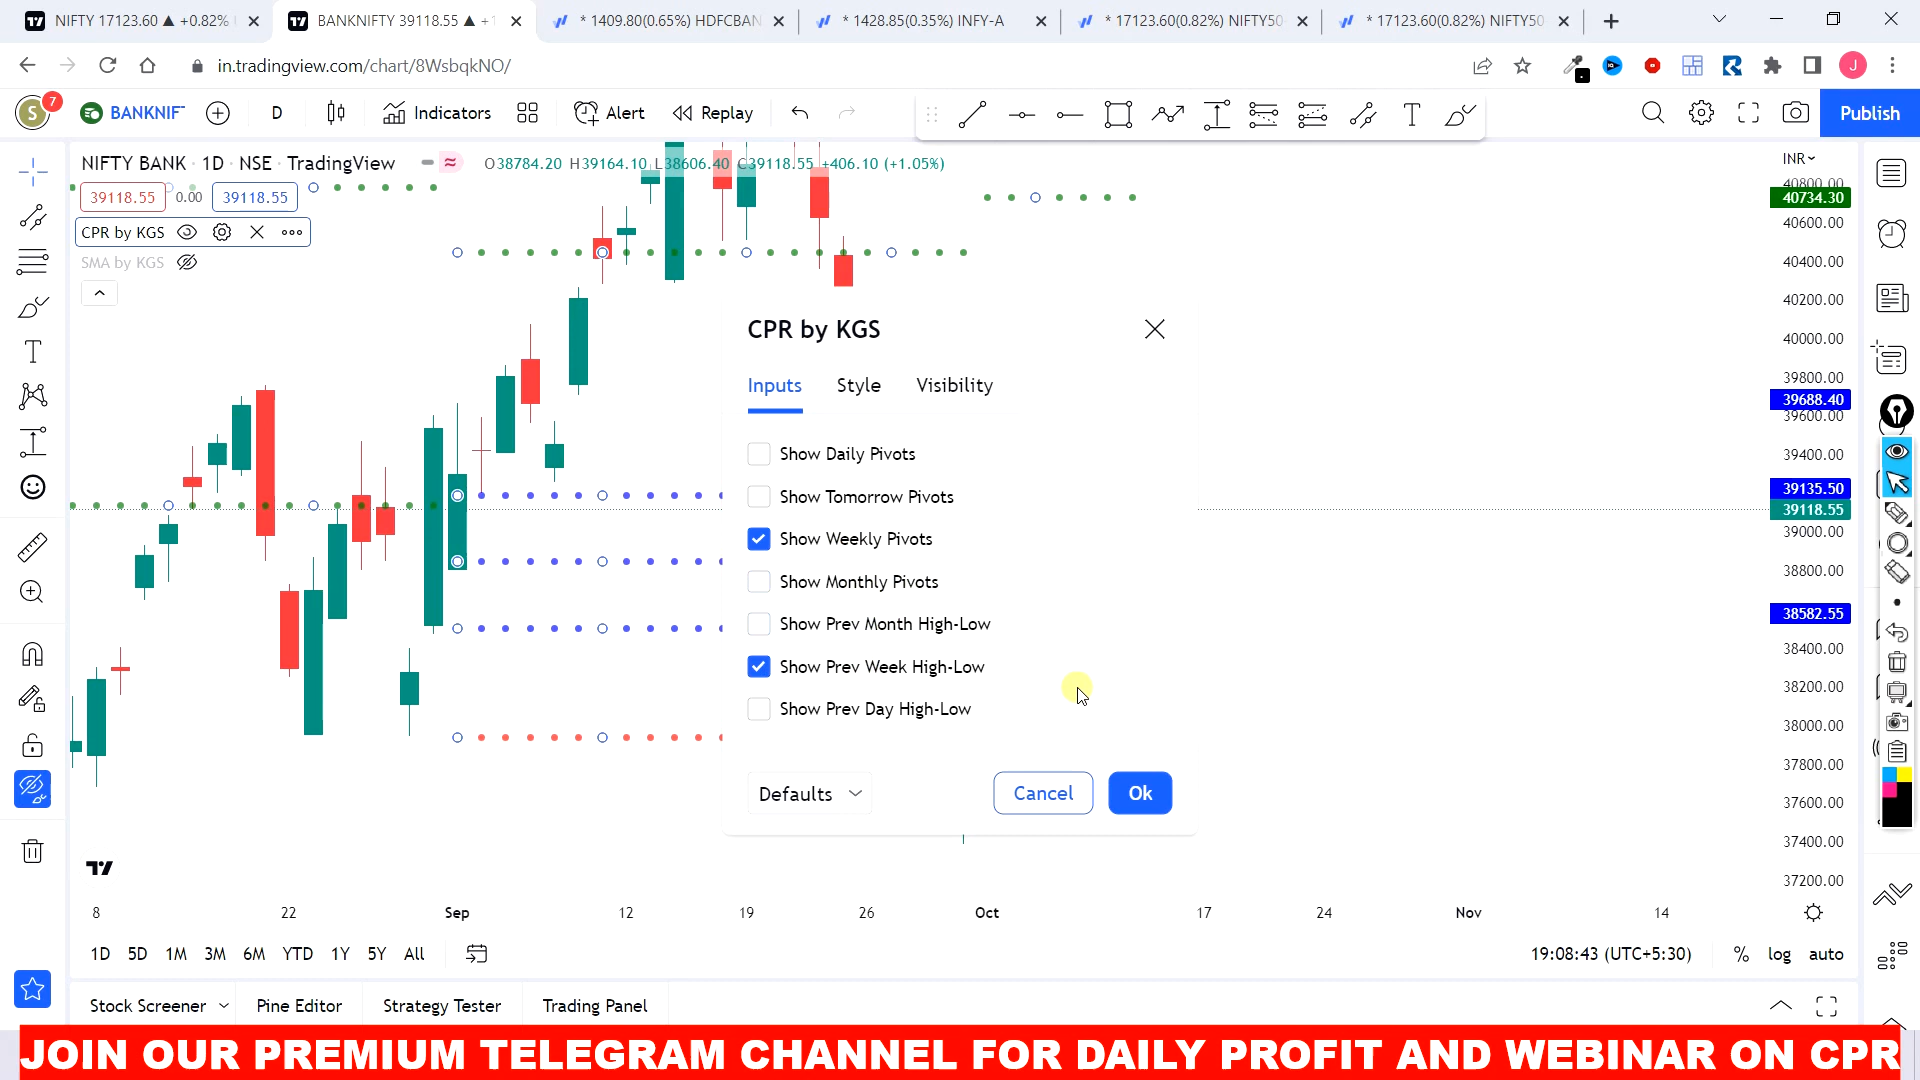 NIFTY 17123.60 ▲ +0.82%
BANKNIFTY 39118.55 ▲ +1
* 1409.80(0.65%) HDFCBAN
* 1428.85(0.35%) INFY-A
* 17123.60(0.82%) NIFTY50
* 17123.60(0.82%) NIFTY50
in.tradingview.com/chart/8WsbqkNO/
J
S
7
BANKNIF
D
Indicators
Alert
Replay
T
Publish
NIFTY BANK · 1D · NSE · TradingView
O38784.20 H39164.10 L38606.40 C39118.55 +406.10 (+1.05%)
INR
39118.55
0.00
39118.55
CPR by KGS
SMA by KGS
40800.00
40734.30
40600.00
40400.00
40200.00
40000.00
39800.00
39688.40
39600.00
39400.00
39135.50
39118.55
39000.00
38800.00
38582.55
38400.00
38200.00
38000.00
37800.00
37600.00
37400.00
37200.00
CPR by KGS
Inputs
Style
Visibility
Show Daily Pivots
Show Tomorrow Pivots
Show Weekly Pivots
Show Monthly Pivots
Show Prev Month High-Low
Show Prev Week High-Low
Show Prev Day High-Low
Defaults
Cancel
Ok
8
22
Sep
12
19
26
Oct
17
24
Nov
14
1D 5D 1M 3M 6M YTD 1Y 5Y All
19:08:43 (UTC+5:30)
% log auto
Stock Screener
Pine Editor
Strategy Tester
Trading Panel
JOIN OUR PREMIUM TELEGRAM CHANNEL FOR DAILY PROFIT AND WEBINAR ON CPR